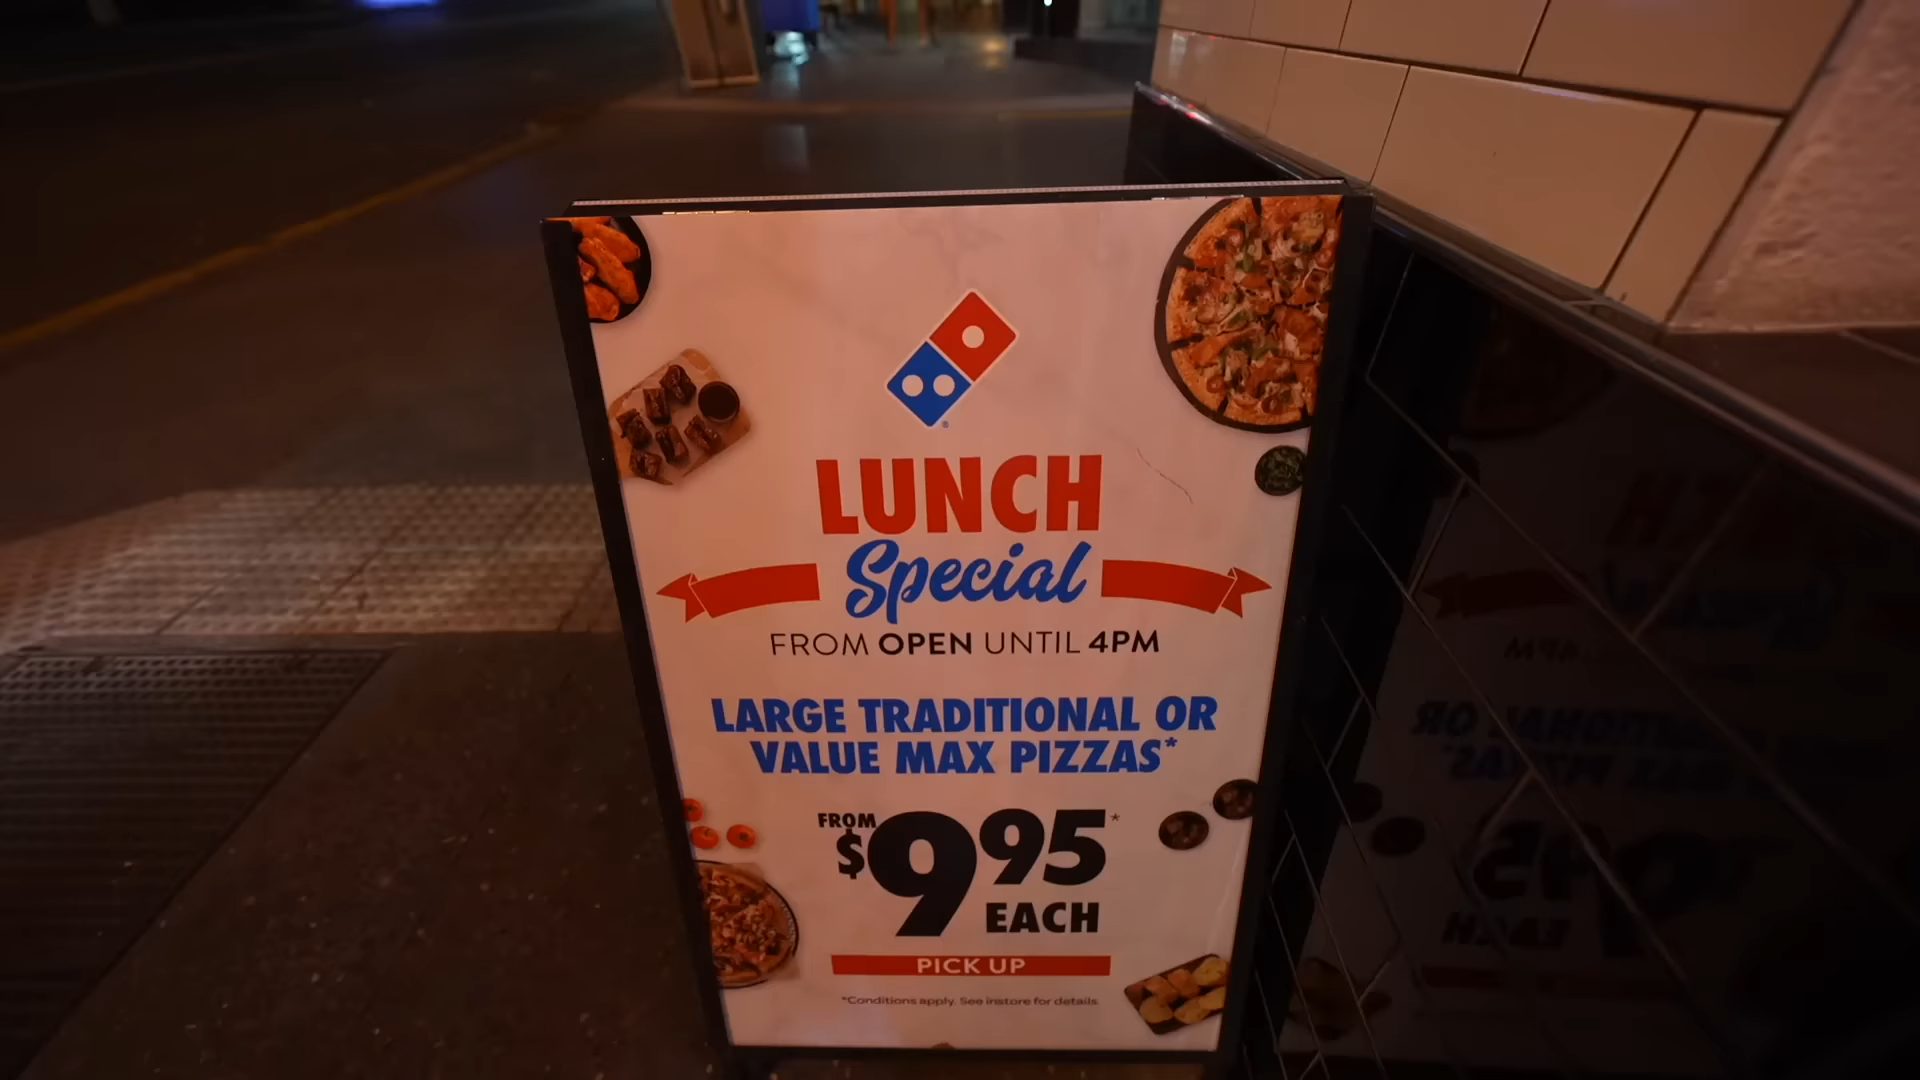 LUNCH
Special
FROM OPEN UNTIL 4PM
LARGE TRADITIONAL OR
VALUE MAX PIZZAS*
FROM
$9 95*
EACH
PICK UP
*Conditions apply. See instore for details